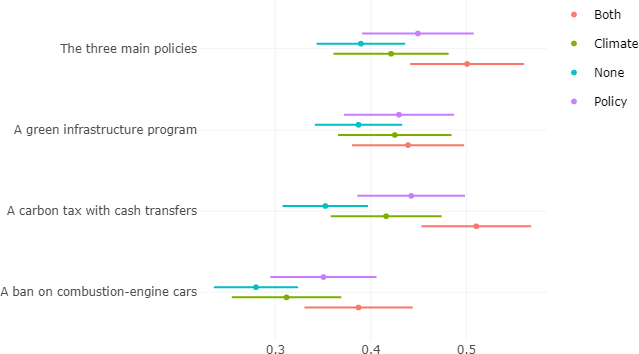 Both
Climate
None
Policy
The three main policies
A green infrastructure program
A carbon tax with cash transfers
A ban on combustion-engine cars
0.3 0.4 0.5